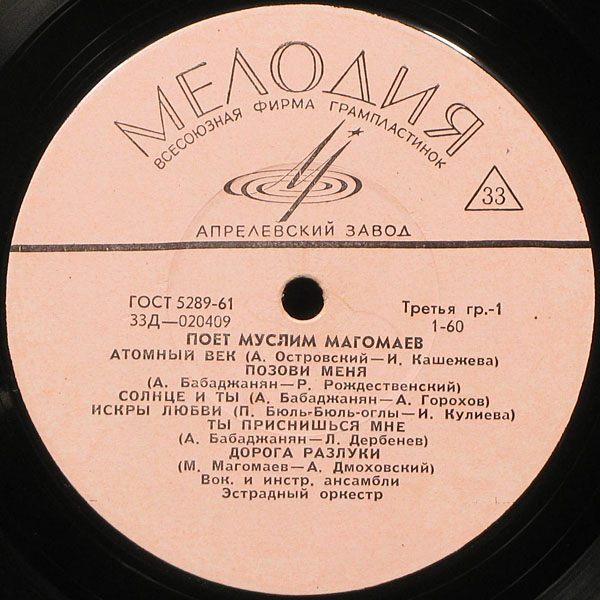 МЕЛОДИЯ
ВСЕСОЮЗНАЯ ФИРМА ГРАМПЛАСТИНОК
33
АПРЕЛЕВСКИЙ ЗАВОД
ГОСТ 5289-61
Третья гр.-1
33Д—020409
1-60
ПОЕТ МУСЛИМ МАГОМАЕВ
АТОМНЫЙ ВЕК (А. Островский—И. Кашежева)
ПОЗОВИ МЕНЯ
(А. Бабаджанян—Р. Рождественский)
СОЛНЦЕ И ТЫ (А. Бабаджанян—А. Горохов)
ИСКРЫ ЛЮБВИ (П. Бюль-Бюль-оглы—И. Кулиева)
ТЫ ПРИСНИШЬСЯ МНЕ
(А. Бабаджанян—Л. Дербенев)
ДОРОГА РАЗЛУКИ
(М. Магомаев—А. Дмоховский)
Вок. и инстр. ансамбли
Эстрадный оркестр